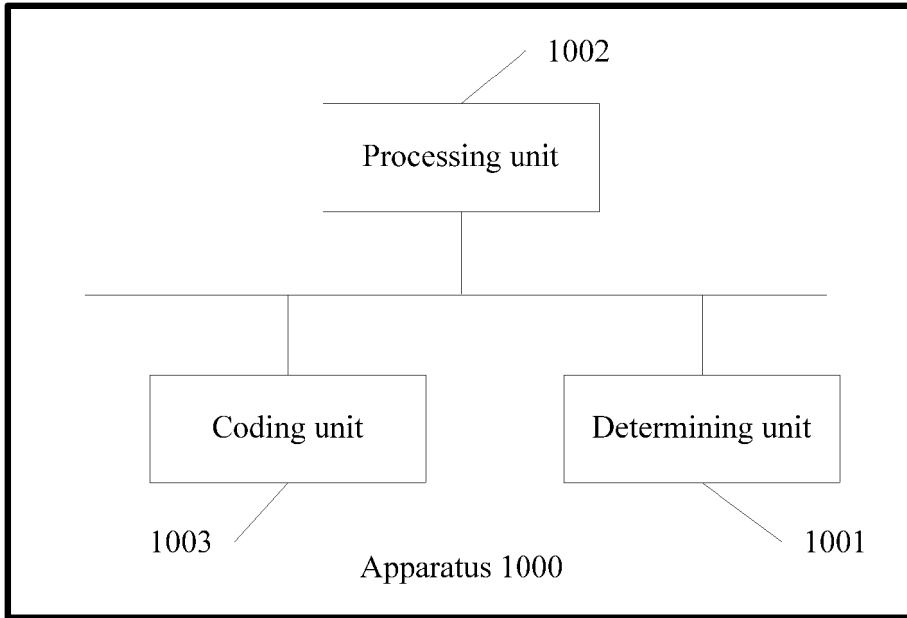 1002
Processing unit
Coding unit
Determining unit
1003
1001
Apparatus 1000